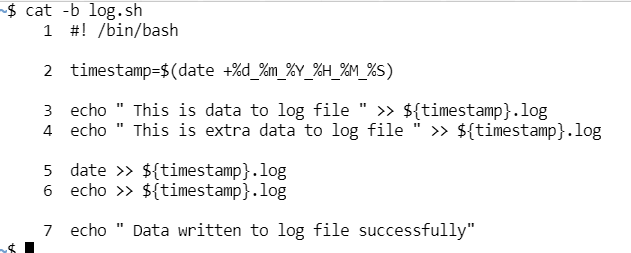 ~$ cat -b log.sh
1 #! /bin/bash
2 timestamp=$(date +%d_%m_%Y_%H_%M_%S)
3 echo " This is data to log file " >> ${timestamp}.log
4 echo " This is extra data to log file " >> ${timestamp}.log
5 date >> ${timestamp}.log
6 echo >> ${timestamp}.log
7 echo " Data written to log file successfully"
~$